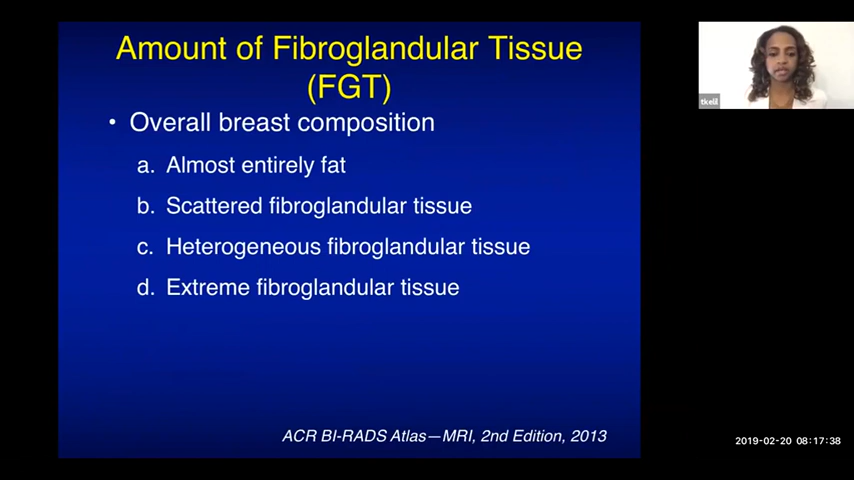 Amount of Fibroglandular Tissue
(FGT)
• Overall breast composition
a. Almost entirely fat
b. Scattered fibroglandular tissue
c. Heterogeneous fibroglandular tissue
d. Extreme fibroglandular tissue
ACR BI-RADS Atlas—MRI, 2nd Edition, 2013
tkelil
2019-02-20 08:17:38